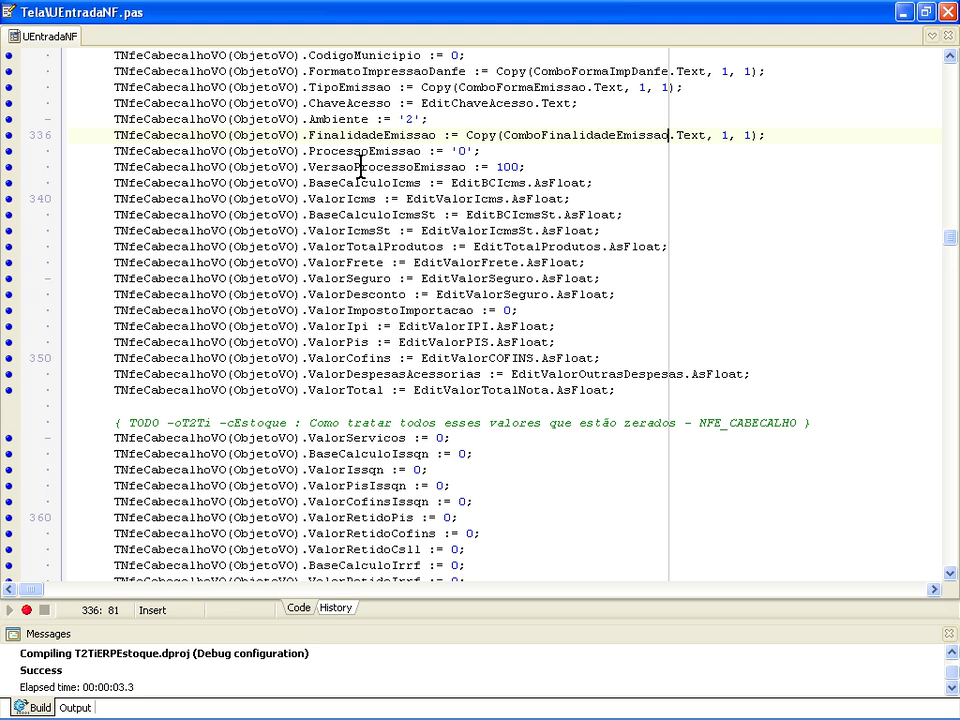 Tela\UEntradaNF.pas
UEntradaNF
TNfeCabecalhoVO(ObjetoVO).CodigoMunicipio := 0;
TNfeCabecalhoVO(ObjetoVO).FormatoImpressaoDanfe := Copy(ComboFormaImpDanfe.Text, 1, 1);
TNfeCabecalhoVO(ObjetoVO).TipoEmissao := Copy(ComboFormaEmissao.Text, 1, 1);
TNfeCabecalhoVO(ObjetoVO).ChaveAcesso := EditChaveAcesso.Text;
TNfeCabecalhoVO(ObjetoVO).Ambiente := '2';
336 TNfeCabecalhoVO(ObjetoVO).FinalidadeEmissao := Copy(ComboFinalidadeEmissao.Text, 1, 1);
TNfeCabecalhoVO(ObjetoVO).ProcessoEmissao := '0';
TNfeCabecalhoVO(ObjetoVO).VersaoProcessoEmissao := 100;
TNfeCabecalhoVO(ObjetoVO).BaseCalculoIcms := EditBCIcms.AsFloat;
340 TNfeCabecalhoVO(ObjetoVO).ValorIcms := EditValorIcms.AsFloat;
TNfeCabecalhoVO(ObjetoVO).BaseCalculoIcmsSt := EditBCIcmsSt.AsFloat;
TNfeCabecalhoVO(ObjetoVO).ValorIcmsSt := EditValorIcmsSt.AsFloat;
TNfeCabecalhoVO(ObjetoVO).ValorTotalProdutos := EditTotalProdutos.AsFloat;
TNfeCabecalhoVO(ObjetoVO).ValorFrete := EditValorFrete.AsFloat;
TNfeCabecalhoVO(ObjetoVO).ValorSeguro := EditValorSeguro.AsFloat;
TNfeCabecalhoVO(ObjetoVO).ValorDesconto := EditValorSeguro.AsFloat;
TNfeCabecalhoVO(ObjetoVO).ValorImpostoImportacao := 0;
TNfeCabecalhoVO(ObjetoVO).ValorIpi := EditValorIPI.AsFloat;
TNfeCabecalhoVO(ObjetoVO).ValorPis := EditValorPIS.AsFloat;
350 TNfeCabecalhoVO(ObjetoVO).ValorCofins := EditValorCOFINS.AsFloat;
TNfeCabecalhoVO(ObjetoVO).ValorDespesasAcessorias := EditValorOutrasDespesas.AsFloat;
TNfeCabecalhoVO(ObjetoVO).ValorTotal := EditValorTotalNota.AsFloat;
{ TODO -oT2Ti -cEstoque : Como tratar todos esses valores que estão zerados - NFE_CABECALHO }
TNfeCabecalhoVO(ObjetoVO).ValorServicos := 0;
TNfeCabecalhoVO(ObjetoVO).BaseCalculoIssqn := 0;
TNfeCabecalhoVO(ObjetoVO).ValorIssqn := 0;
TNfeCabecalhoVO(ObjetoVO).ValorPisIssqn := 0;
TNfeCabecalhoVO(ObjetoVO).ValorCofinsIssqn := 0;
360 TNfeCabecalhoVO(ObjetoVO).ValorRetidoPis := 0;
TNfeCabecalhoVO(ObjetoVO).ValorRetidoCofins := 0;
TNfeCabecalhoVO(ObjetoVO).ValorRetidoCsll := 0;
TNfeCabecalhoVO(ObjetoVO).BaseCalculoIrrf := 0;
TNfeCabecalhoVO(ObjetoVO).ValorRetidoIrrf := 0;
336: 81 Insert Code History
Messages
Compiling T2TiERPEstoque.dproj (Debug configuration)
Success
Elapsed time: 00:00:03.3
Build Output